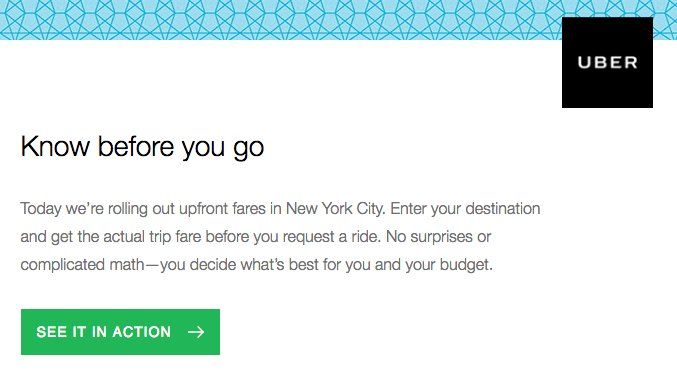 UBER
Know before you go
Today we’re rolling out upfront fares in New York City. Enter your destination
and get the actual trip fare before you request a ride. No surprises or
complicated math—you decide what’s best for you and your budget.
SEE IT IN ACTION →